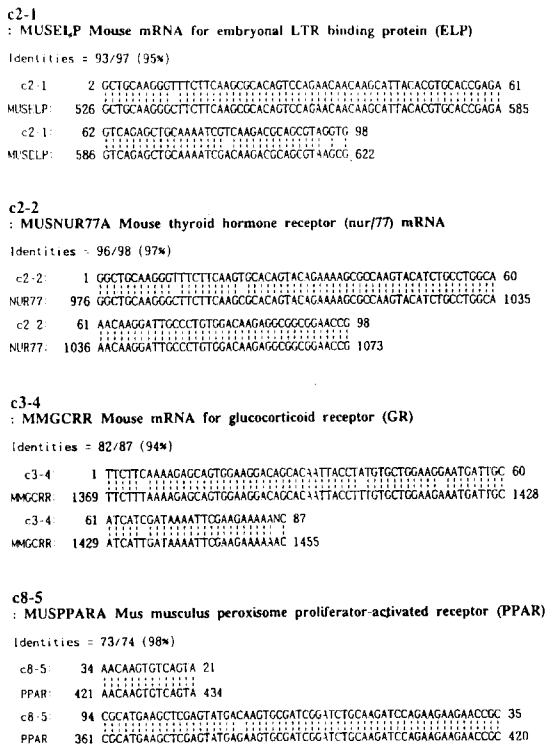 c2-1
: MUSELP Mouse mRNA for embryonal LTR binding protein (ELP)
Identities = 93/97 (95%)
c2-1 2 GCTGCAAGGGTTTCTTCAAGCGCACAGTCCAGAACAACAAGCATTACACGTGCACCGAGA 61
MUSELP: 526 GCTGCAAGGGCTTCTTCAAGCGCACAGTCCAGAACAACAAGCATTACACGTGCACCGAGA 585
c2-1: 62 GTCAGAGCTGCAAAATCGTCAAGACGCAGCGTAGGTG 98
MUSELP: 586 GTCAGAGCTGCAAAATCGACAAGACGCAGCGTAAGCG 622
c2-2
: MUSNUR77A Mouse thyroid hormone receptor (nur/77) mRNA
Identities = 96/98 (97%)
c2-2: 1 GGCTGCAAGGGTTTCTTCAAGTGCACAGTACAGAAAAGCGCCAAGTACATCTGCCTGGCA 60
NUR77: 976 GGCTGCAAGGGCTTCTTCAAGCGCACAGTACAGAAAAGCGCCAAGTACATCTGCCTGGCA 1035
c2 2: 61 AACAAGGATTGCCCTGTGGACAAGAGGCGGCGGAACCG 98
NUR77: 1036 AACAAGGATTGCCCTGTGGACAAGAGGCGGCGGAACCG 1073
c3-4
: MMGCRR Mouse mRNA for glucocorticoid receptor (GR)
Identities = 82/87 (94%)
c3-4: 1 TTCTTCAAAAGAGCAGTGGAAGGACAGCACAATTACCTATGTGCTGGAAGGAATGATTGC 60
MMGCRR: 1369 TTCTTTAAAAGAGCAGTGGAAGGACAGCACAATTACCTTTGTGCTGGAAGAAATGATTGC 1428
c3-4: 61 ATCATCGATAAAATTCGAAGAAAAANC 87
MMGCRR: 1429 ATCATTGATAAAATTCGAAGAAAAAAC 1455
c8-5
: MUSPPARA Mus musculus peroxisome proliferator-activated receptor (PPAR)
Identities = 73/74 (98%)
c8-5: 34 AACAAGTGTCAGTA 21
PPAR: 421 AACAAGTGTCAGTA 434
c8-5: 94 CGCATGAAGCTCGAGTATGACAAGTGCGATCGGATCTGCAAGATCCAGAAGAAGAACCGC 35
PPAR 361 CGCATGAAGCTCGAGTATGAGAAGTGCGATCGGATCTGCAAGATCCAGAAGAAGAACCGC 420